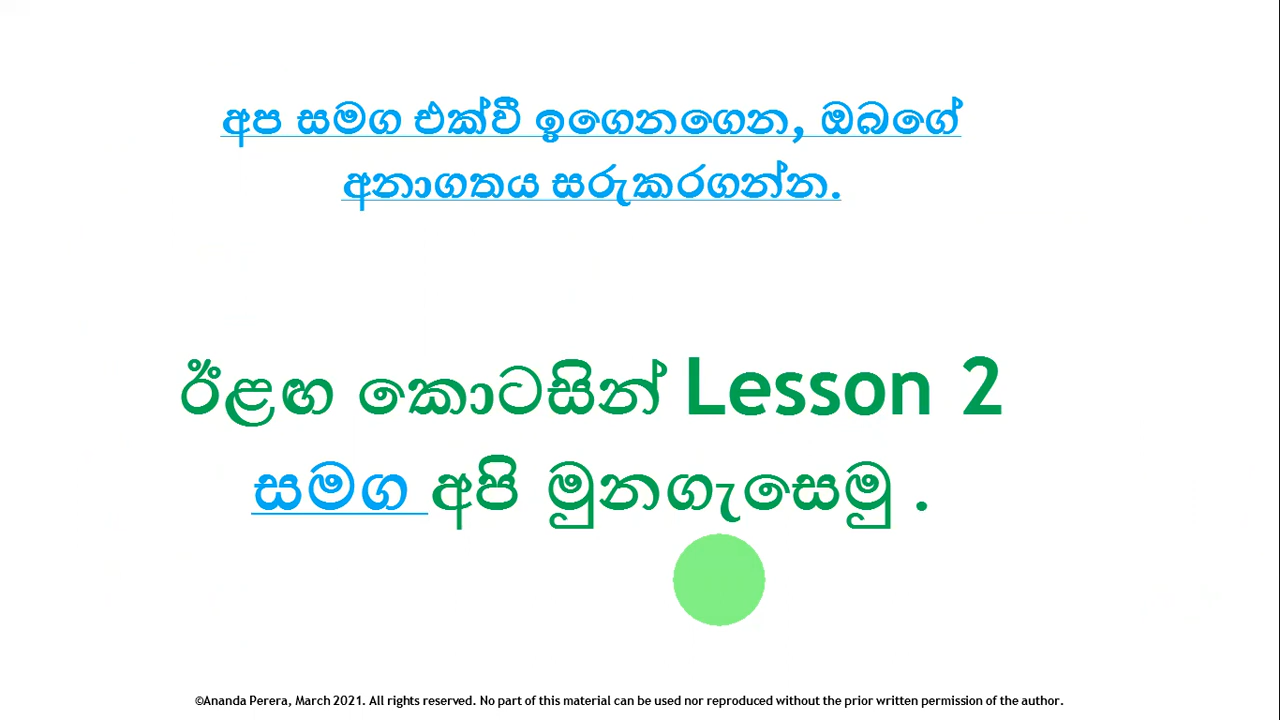 අප සමග එක්වී ඉගෙනගෙන, ඔබගේ
අනාගතය සරුකරගන්න.
ඊළඟ කොටසින් Lesson 2
සමග අපි මුනගැසෙමු .
©Ananda Perera, March 2021. All rights reserved. No part of this material can be used nor reproduced without the prior written permission of the author.